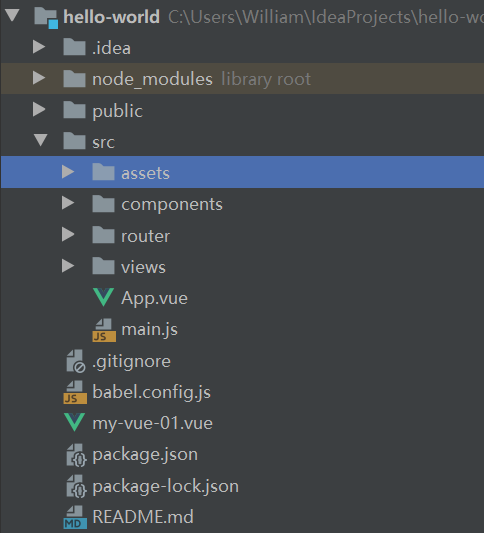 hello-world C:\Users\William\IdeaProjects\hello-wo
.idea
node_modules library root
public
src
assets
components
router
views
App.vue
JS main.js
.gitignore
JS babel.config.js
my-vue-01.vue
package.json
package-lock.json
MD README.md